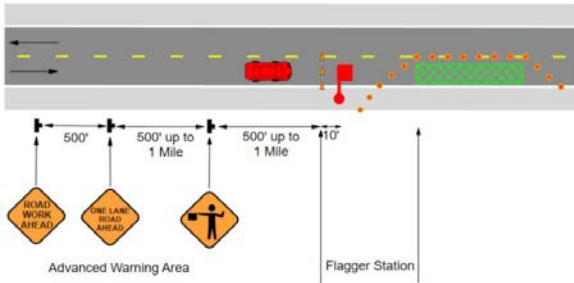 500'
500' up to
1 Mile
500' up to
1 Mile
10'
ROAD
WORK
AHEAD
ONE LANE
ROAD
AHEAD
Advanced Warning Area
Flagger Station